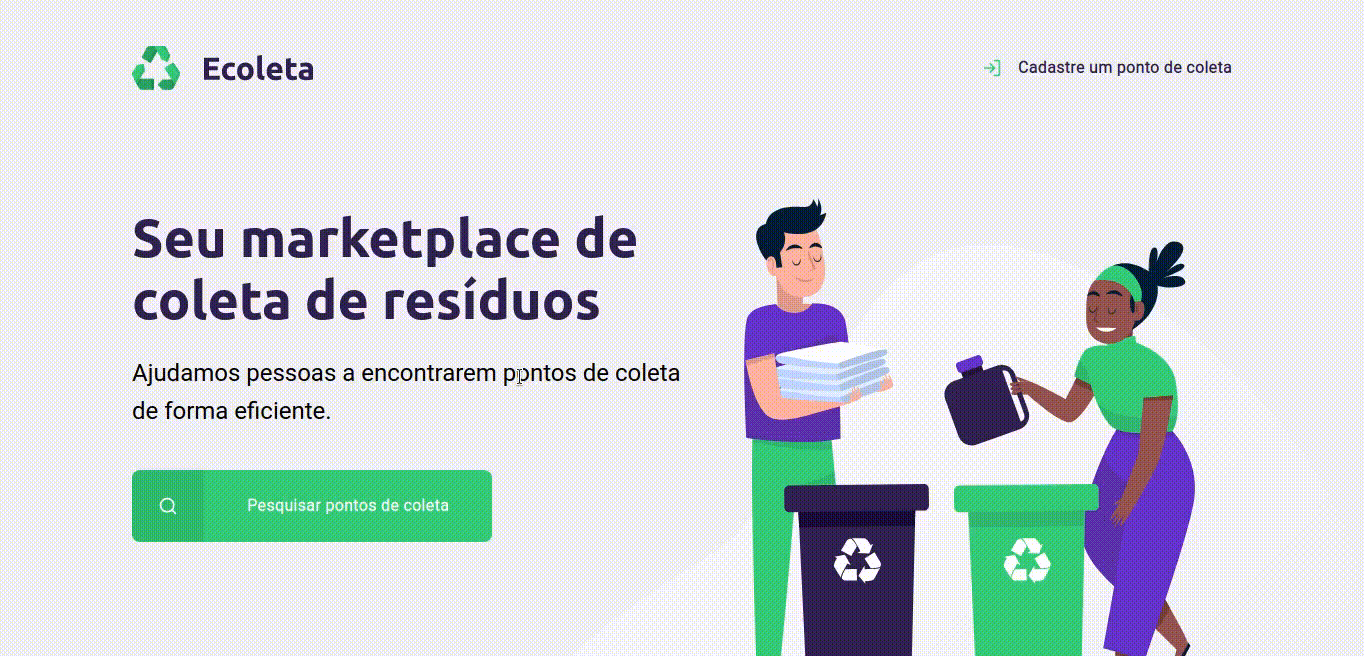 Ecoleta
Cadastre um ponto de coleta
Seu marketplace de
coleta de resíduos
Ajudamos pessoas a encontrarem pontos de coleta
de forma eficiente.
Pesquisar pontos de coleta